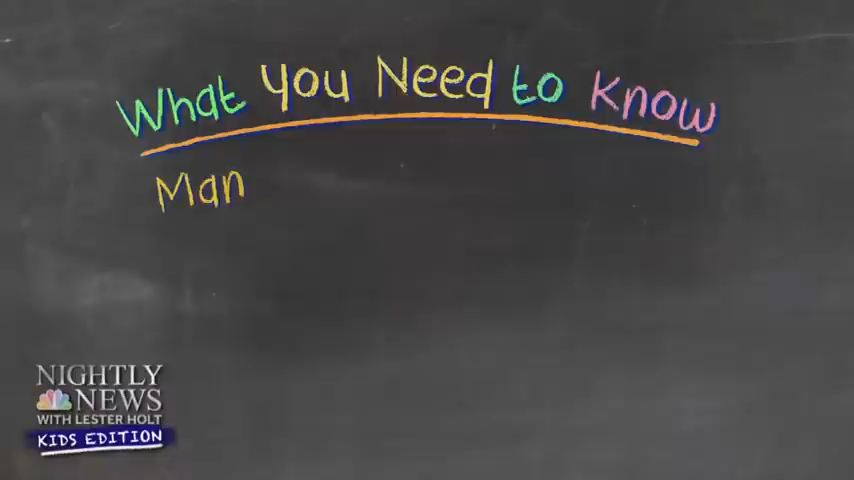 What You Need to Know
Man
NIGHTLY
NEWS
WITH LESTER HOLT
KIDS EDITION